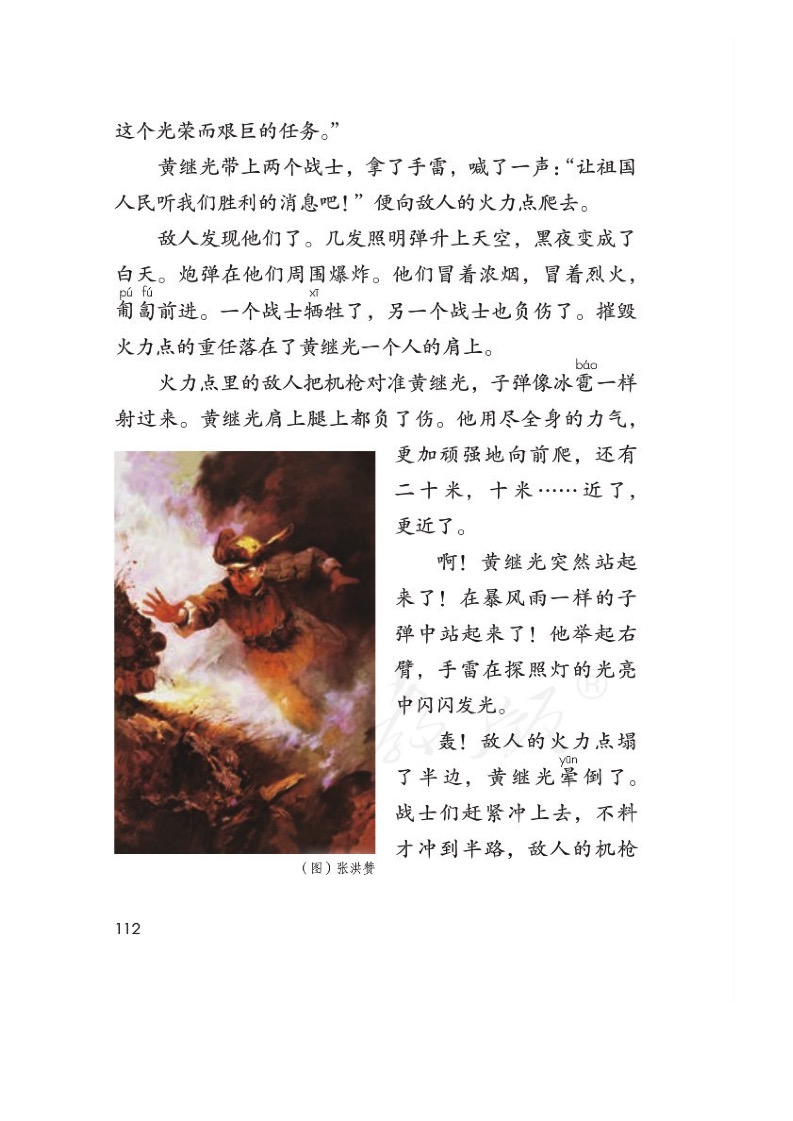 这个光荣而艰巨的任务。”
黄继光带上两个战士，拿了手雷，喊了一声：“让祖国
人民听我们胜利的消息吧！”便向敌人的火力点爬去。
敌人发现他们了。几发照明弹升上天空，黑夜变成了
白天。炮弹在他们周围爆炸。他们冒着浓烟，冒着烈火，
pú fú xī
匍匐前进。一个战士牺牲了，另一个战士也负伤了。摧毁
火力点的重任落在了黄继光一个人的肩上。
báo
火力点里的敌人把机枪对准黄继光，子弹像冰雹一样
射过来。黄继光肩上腿上都负了伤。他用尽全身的力气，
更加顽强地向前爬，还有
二十米，十米……近了，
更近了。
啊！黄继光突然站起
来了！在暴风雨一样的子
弹中站起来了！他举起右
臂，手雷在探照灯的光亮
中闪闪发光。
轰！敌人的火力点塌
yūn
了半边，黄继光晕倒了。
战士们赶紧冲上去，不料
才冲到半路，敌人的机枪
（图）张洪赞
112